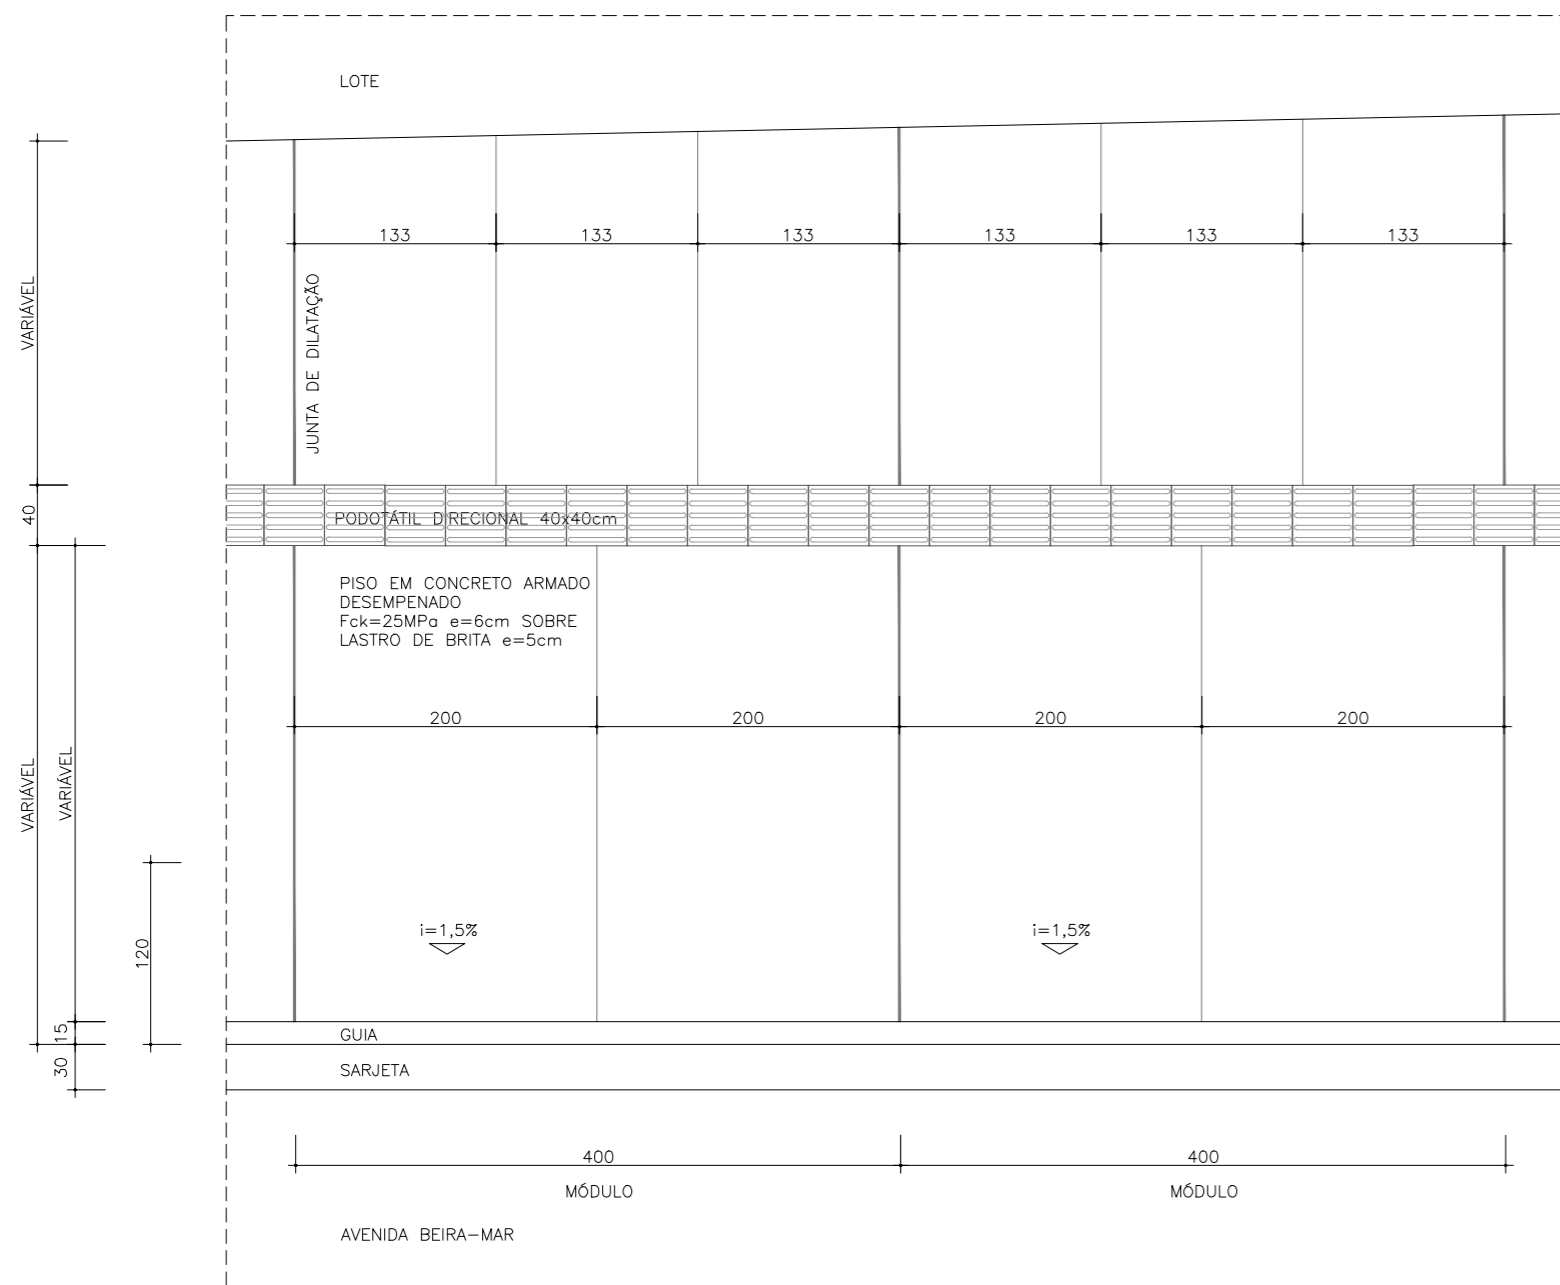 LOTE
133 133 133 133 133 133
VARIÁVEL
JUNTA DE DILATAÇÃO
40
PODOTÁTIL DIRECIONAL 40x40cm
PISO EM CONCRETO ARMADO
DESEMPENADO
Fck=25MPa e=6cm SOBRE
LASTRO DE BRITA e=5cm
200 200 200 200
VARIÁVEL
VARIÁVEL
i=1,5% i=1,5%
120
15
GUIA
30
SARJETA
400 400
MÓDULO MÓDULO
AVENIDA BEIRA-MAR